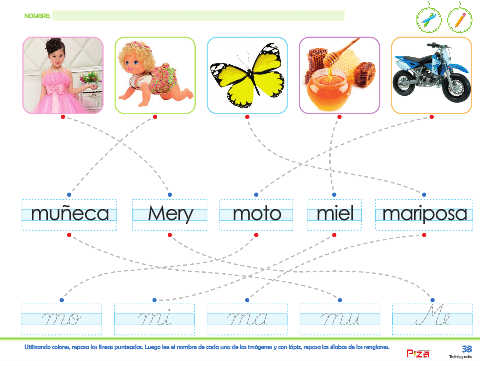 NOMBRE:
muñeca Mery moto miel mariposa
mo mi ma mu Me
Utilizando colores, repasa las líneas punteadas. Luego lee el nombre de cada una de las imágenes y con lápiz, repasa las sílabas de los renglones.
38